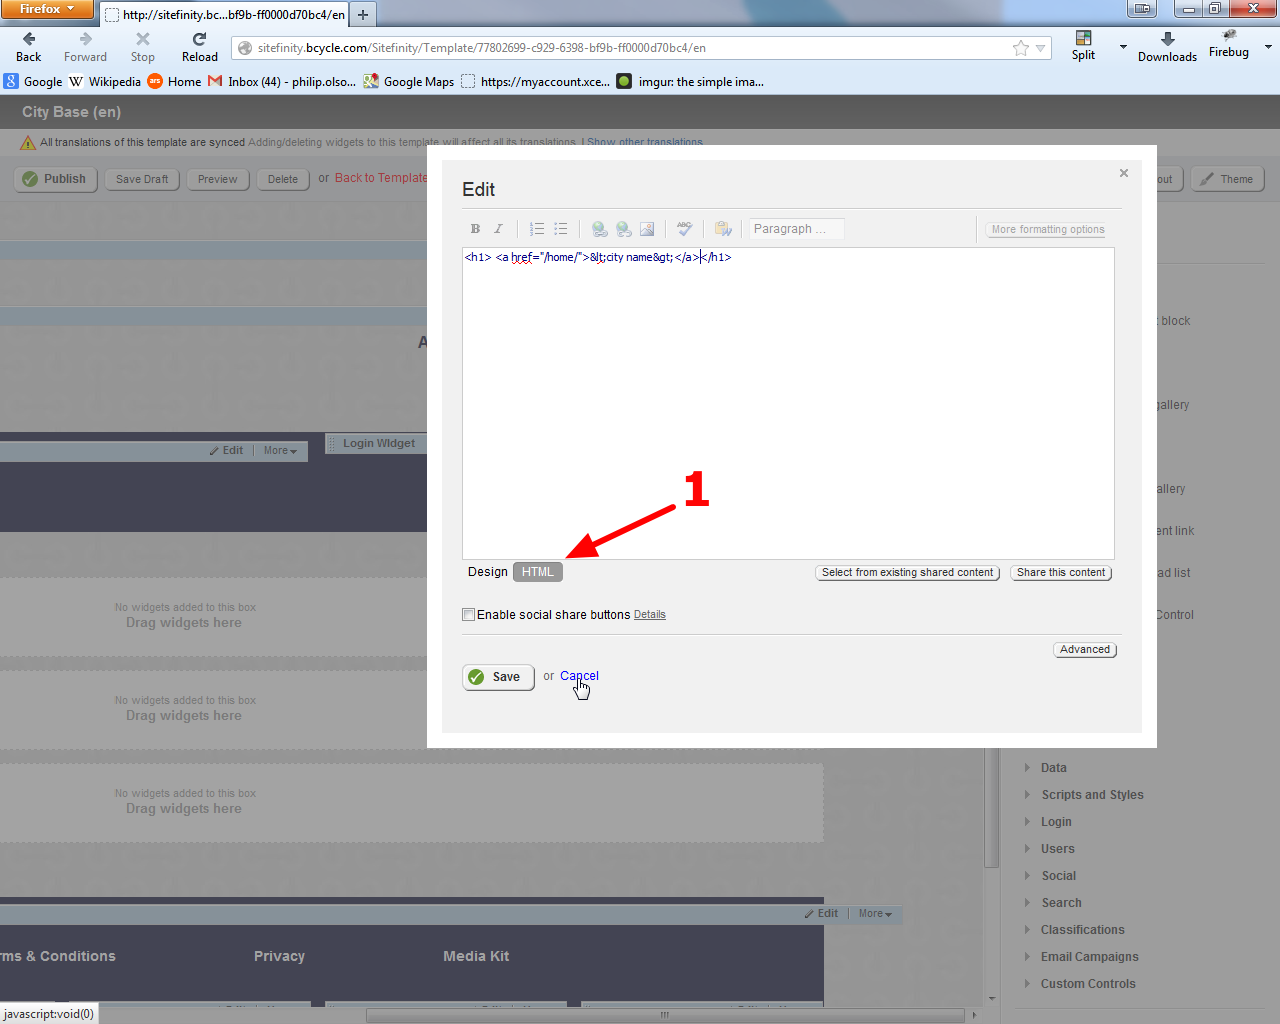 Firefox
http://sitefinity.bc...bf9b-ff0000d70bc4/en
Back
Forward
Stop
Reload
sitefinity.bcycle.com/Sitefinity/Template/77802699-c929-6398-bf9b-ff0000d70bc4/en
Split
Downloads
Firebug
Google
Wikipedia
Home
Inbox (44) - philip.olso...
Google Maps
https://myaccount.xce...
imgur: the simple ima...
City Base (en)
All translations of this template are synced Adding/deleting widgets to this template will affect all its translations. | Show other translations
Publish
Save Draft
Preview
Delete
or Back to Template
out
Theme
Edit
B I
Paragraph ...
More formatting options
<h1> <a href="/home/">&lt;city name&gt;</a></h1>
block
A
gallery
Edit
More
Login WIdget
1
allery
ent link
Design
HTML
Select from existing shared content
Share this content
ad list
No widgets added to this box
Drag widgets here
Enable social share buttons Details
Control
Advanced
Save
or Cancel
No widgets added to this box
Drag widgets here
Data
No widgets added to this box
Drag widgets here
Scripts and Styles
Login
Users
Social
Search
Edit
More
Classifications
rms & Conditions
Privacy
Media Kit
Email Campaigns
Custom Controls
javascript:void(0)